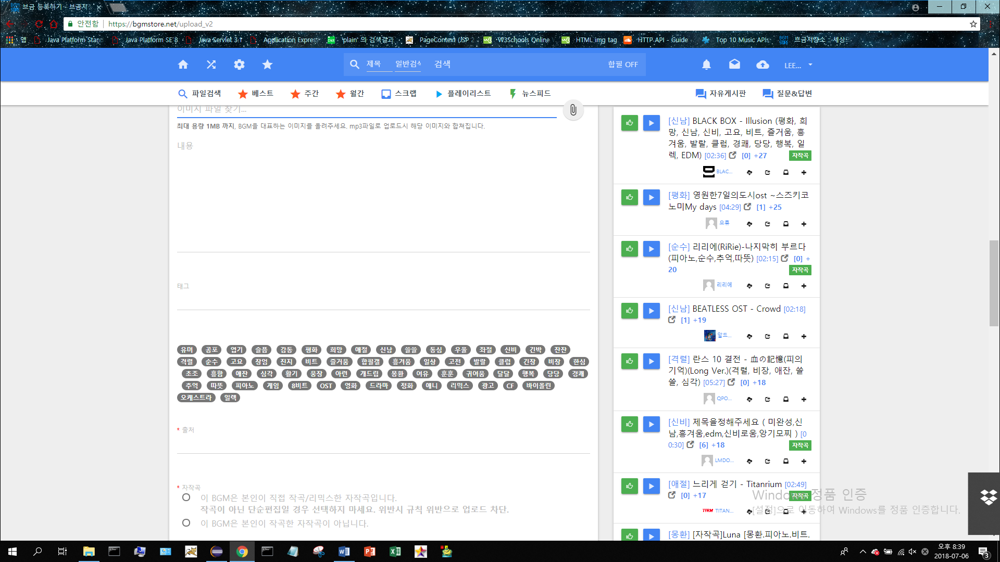 브금 등록하기 - 브금저
안전함 https://bgmstore.net/upload_v2
앱 Java Platform Stand Java Platform SE 8 Java Servlet 3.1 Application Expres 'plain' 의 검색결과 PageContext (JSP 2 W3Schools Online HTML img tag HTTP API - Guide Top 10 Music APIs 브금저장소 :: 세상
제목 일반검색 검색 합필 OFF LEE...
파일검색 베스트 주간 월간 스크랩 플레이리스트 뉴스피드 자유게시판 질문&답변
이미지 파일 찾기...
최대 용량 1MB 까지, BGM을 대표하는 이미지를 올려주세요. mp3파일로 업로드시 해당 이미지와 합쳐집니다.
내용
태그
유머 공포 엽기 슬픔 감동 평화 희망 애절 신남 쓸쓸 동심 우울 좌절 신비 긴박 잔잔
격렬 순수 고요 장엄 진지 비트 즐거움 합필갤 흥겨움 일상 고전 발랄 클럽 긴장 비장 한심
초조 흥함 애잔 심각 활기 웅장 아련 개드립 몽환 여유 훈훈 귀여움 달달 행복 당당 경쾌
추억 따뜻 피아노 게임 8비트 OST 영화 드라마 정화 애니 리믹스 광고 CF 바이올린
오케스트라 일렉
* 출처
* 자작곡
이 BGM은 본인이 직접 작곡/리믹스한 자작곡입니다.
작곡이 아닌 단순편집일 경우 선택하지 마세요. 위반시 규칙 위반으로 업로드 차단.
이 BGM은 본인이 작곡한 자작곡이 아닙니다.
[신남] BLACK BOX - Illusion (평화, 희
망, 신남, 신비, 고요, 비트, 즐거움, 흥
겨움, 발랄, 클럽, 경쾌, 당당, 행복, 일
렉, EDM) [02:36] [0] +27 자작곡
BLAC...
[평화] 영원한7일의도시ost ~스즈키코
노미My days [04:29] [1] +25
으휴
[순수] 리리에(RiRie)-나지막히 부르다
(피아노,순수,추억,따뜻) [02:15] [0] +
20 자작곡
리리에
[신남] BEATLESS OST - Crowd [02:18]
[1] +19
알드...
[격렬] 란스 10 결전 - 血の記憶(피의
기억)(Long Ver.)(격렬, 비장, 애잔, 쓸
쓸, 심각) [05:27] [0] +18
QPO...
[신비] 제목을정해주세요 ( 미완성,신
남,흥겨움,edm,신비로움,앙기모찌 ) [0
0:30] [6] +18 자작곡
LMDO...
[애절] 느리게 걷기 - Titanrium [02:49]
[0] +17 자작곡
TITAN...
[몽환] [자작곡]Luna [몽환.피아노.비트.
Windows 정품 인증
[설정]으로 이동하여 Windows를 정품 인증합니다.
오후 8:39
2018-07-06
3